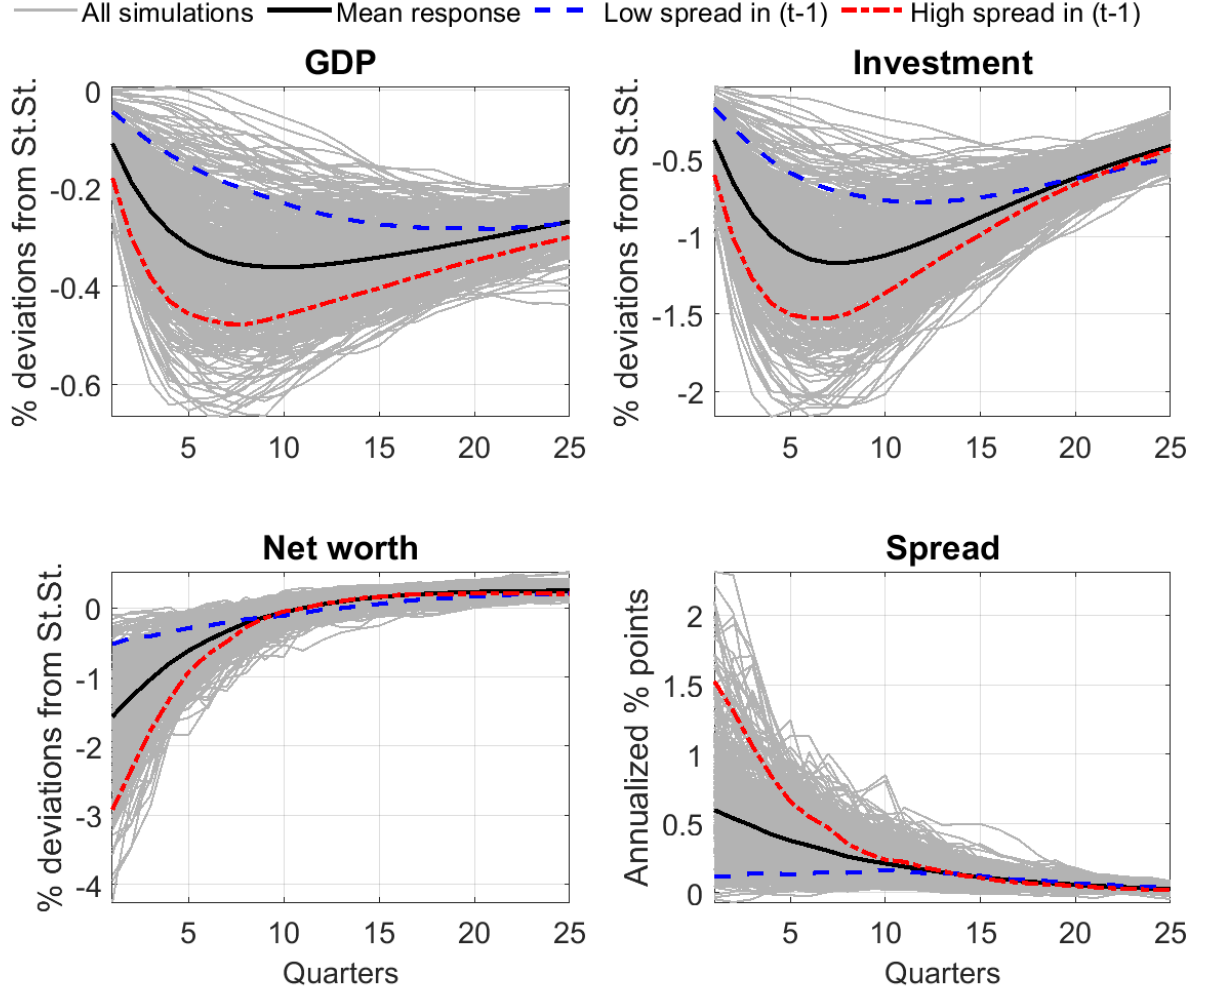 All simulations Mean response Low spread in (t-1) High spread in (t-1)
GDP
% deviations from St.St.
0
-0.2
-0.4
-0.6
5 10 15 20 25
Investment
% deviations from St.St.
-0.5
-1
-1.5
-2
5 10 15 20 25
Net worth
% deviations from St.St.
0
-1
-2
-3
-4
5 10 15 20 25
Quarters
Spread
Annualized % points
2
1.5
1
0.5
0
5 10 15 20 25
Quarters